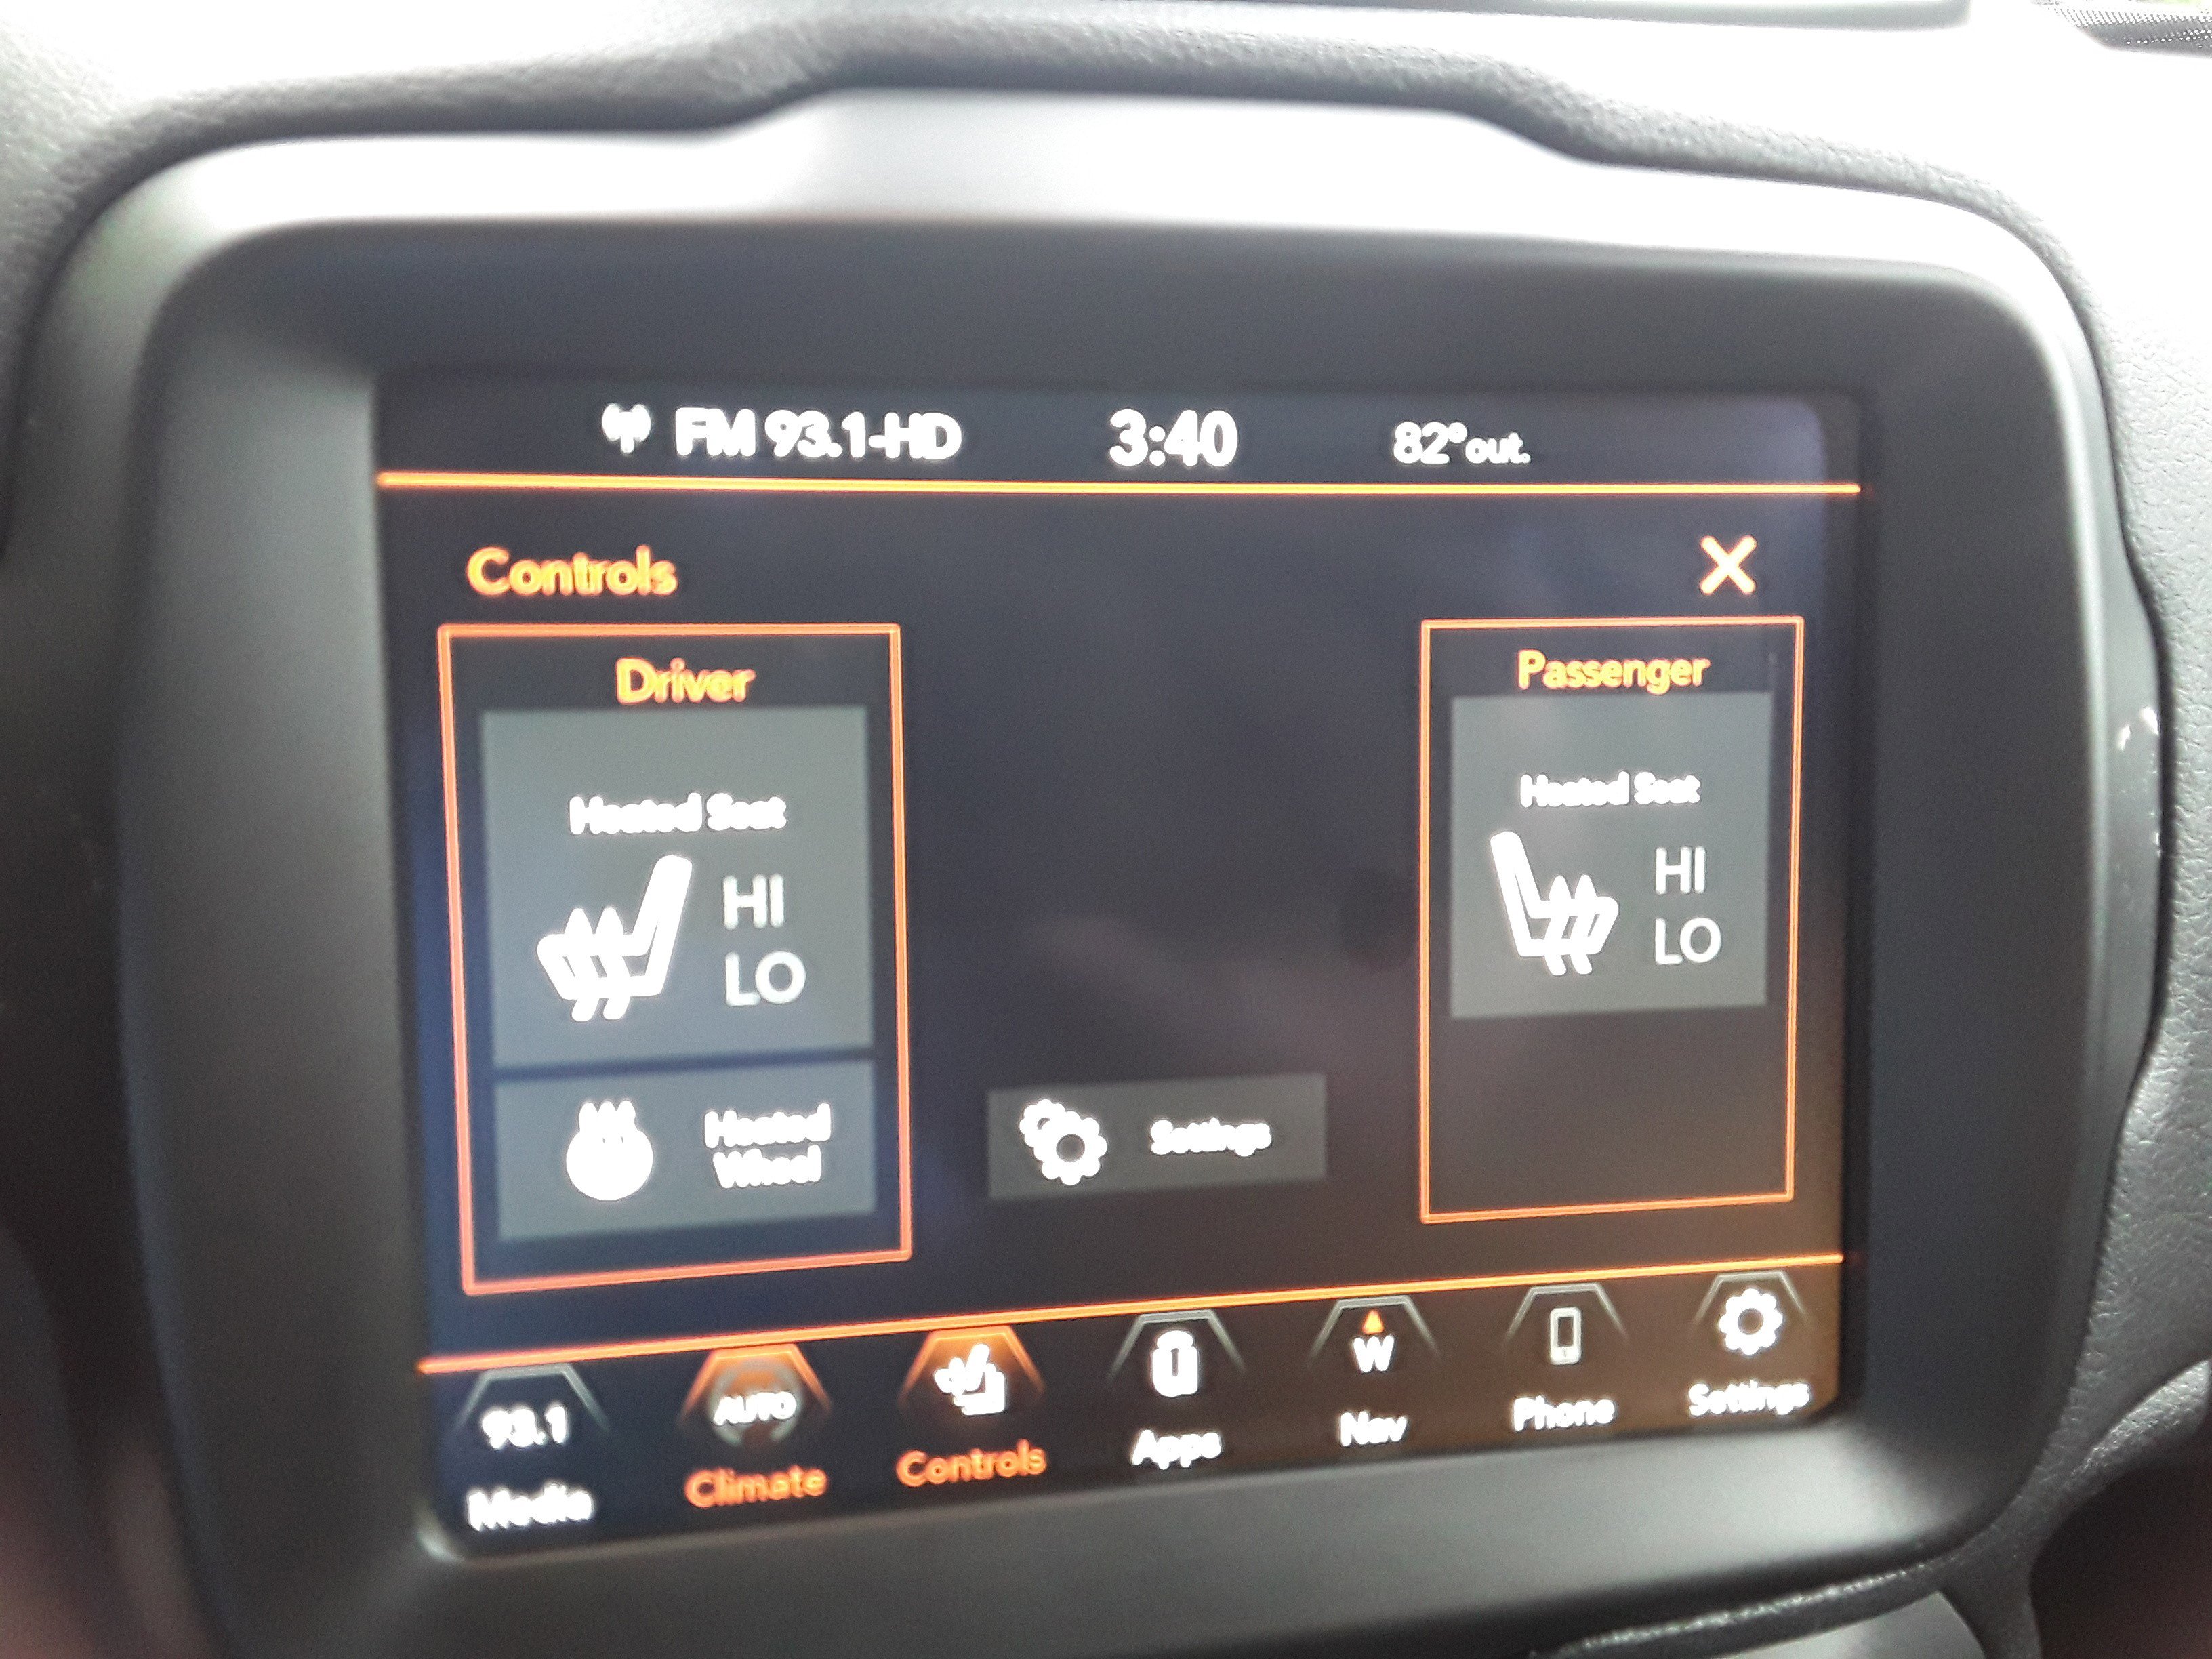 FM 93.1-HD 3:40 82°out.
Controls
Driver
Heated Seat
HI
LO
Heated
Wheel
Settings
Passenger
Heated Seat
HI
LO
93.1
Media
AUTO
Climate
Controls
Apps
W
Nav
Phone
Settings